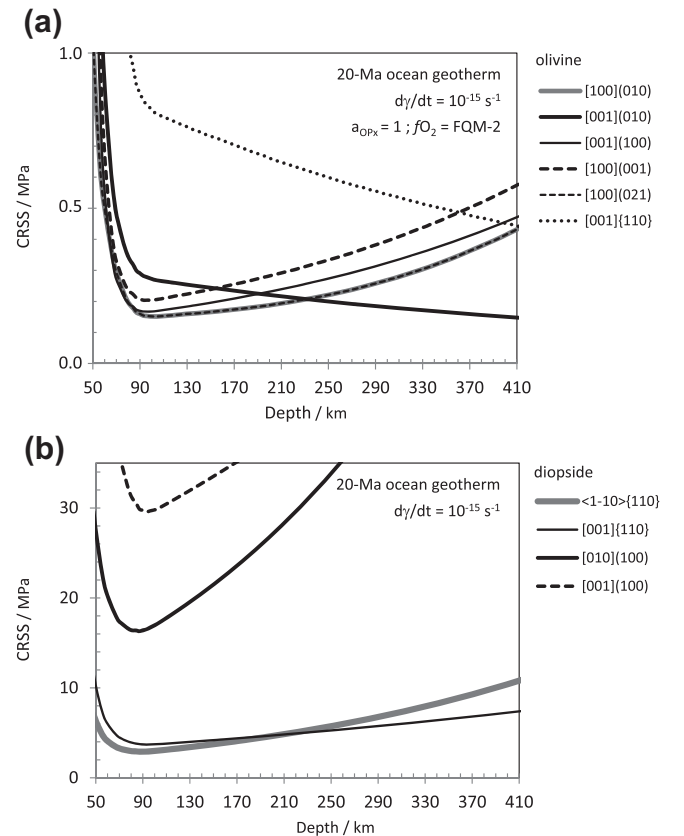 (a)
1.0
0.5
0.0
CRSS / MPa
20-Ma ocean geotherm
dγ/dt = 10⁻¹⁵ s⁻¹
a_OPx = 1 ; fO₂ = FQM-2
olivine
[100](010)
[001](010)
[001](100)
[100](001)
[100](021)
[001]{110}
50 90 130 170 210 250 290 330 370 410
Depth / km
(b)
30
20
10
0
CRSS / MPa
20-Ma ocean geotherm
dγ/dt = 10⁻¹⁵ s⁻¹
diopside
<1-10>{110}
[001]{110}
[010](100)
[001](100)
50 90 130 170 210 250 290 330 370 410
Depth / km